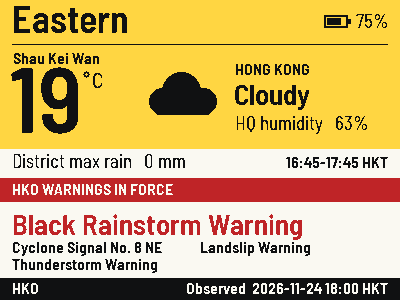 Eastern
75%
Shau Kei Wan
19°C
HONG KONG
Cloudy
HQ humidity 63%
District max rain 0 mm
16:45-17:45 HKT
HKO WARNINGS IN FORCE
Black Rainstorm Warning
Cyclone Signal No. 8 NE
Landslip Warning
Thunderstorm Warning
HKO
Observed 2026-11-24 18:00 HKT